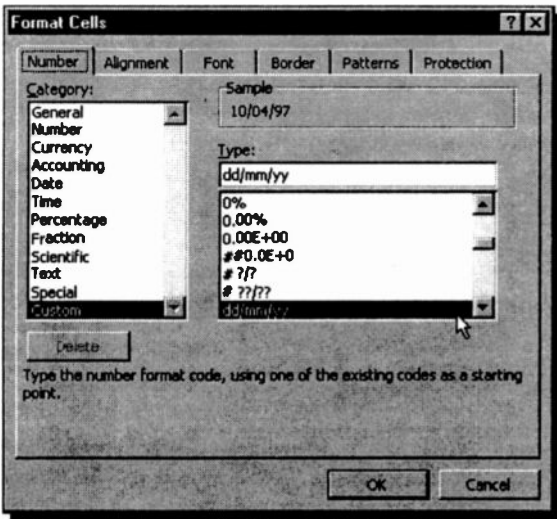 Format Cells
Number Alignment Font Border Patterns Protection
Category:
General
Number
Currency
Accounting
Date
Time
Percentage
Fraction
Scientific
Text
Special
Custom
Sample
10/04/97
Type:
dd/mm/yy
0%
0.00%
0.00E+00
##0.0E+0
# ?/?
# ??/??
dd/mm/yy
Delete
Type the number format code, using one of the existing codes as a starting
point.
OK Cancel